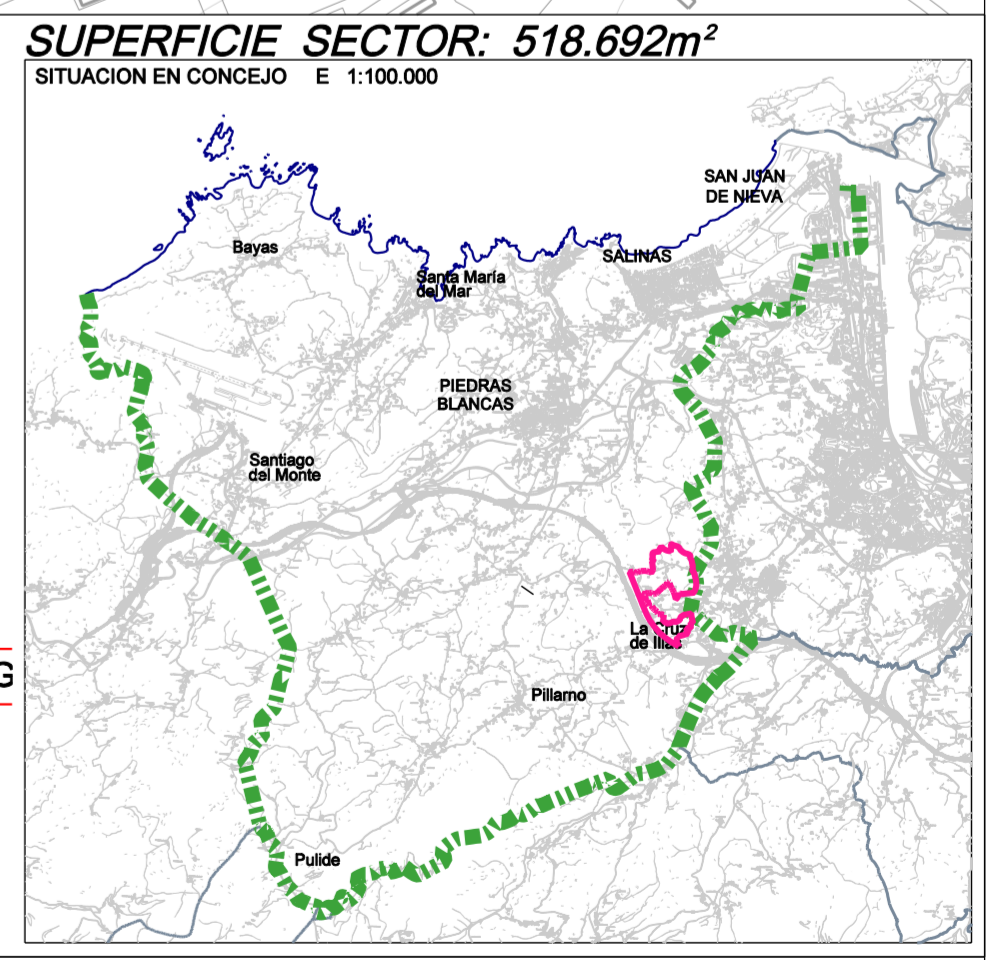 SUPERFICIE SECTOR: 518.692m²
SITUACION EN CONCEJO E 1:100.000
SAN JUAN
DE NIEVA
Bayas
SALINAS
Santa María
del Mar
PIEDRAS
BLANCAS
Santiago
del Monte
La Cruz
de Illas
G
Pillarno
Pulide